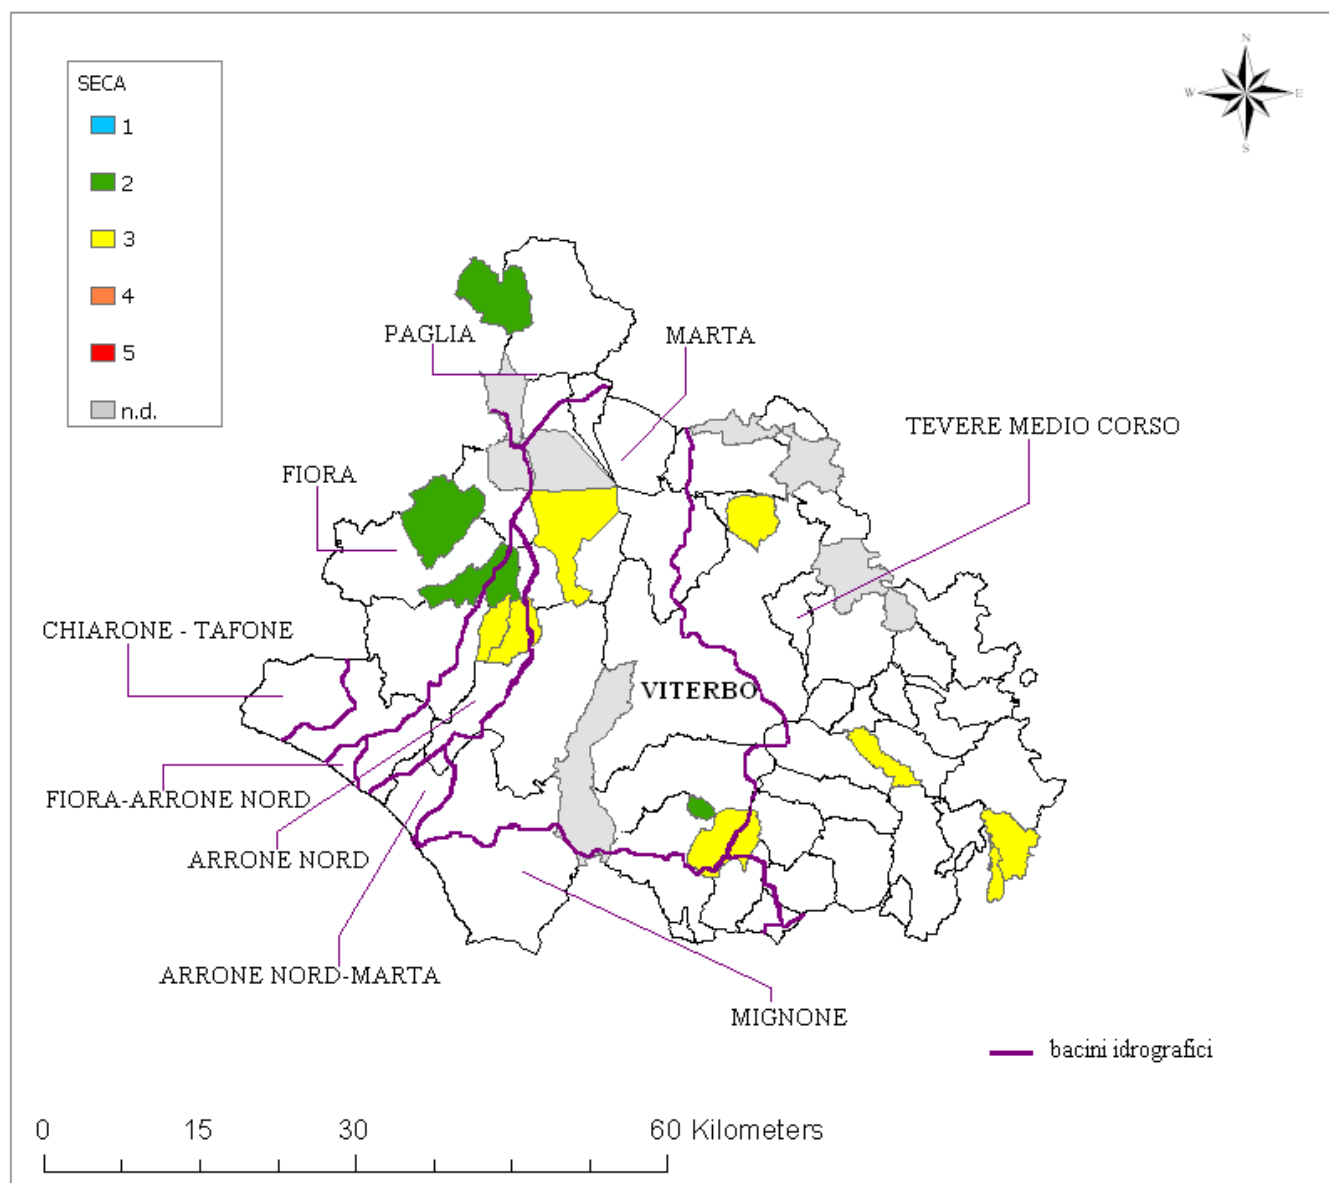 N
W
E
S
SECA
1
2
3
4
5
n.d.
PAGLIA
MARTA
TEVERE MEDIO CORSO
FIORA
CHIARONE - TAFONE
VITERBO
FIORA-ARRONE NORD
ARRONE NORD
ARRONE NORD-MARTA
MIGNONE
bacini idrografici
0 15 30 60 Kilometers